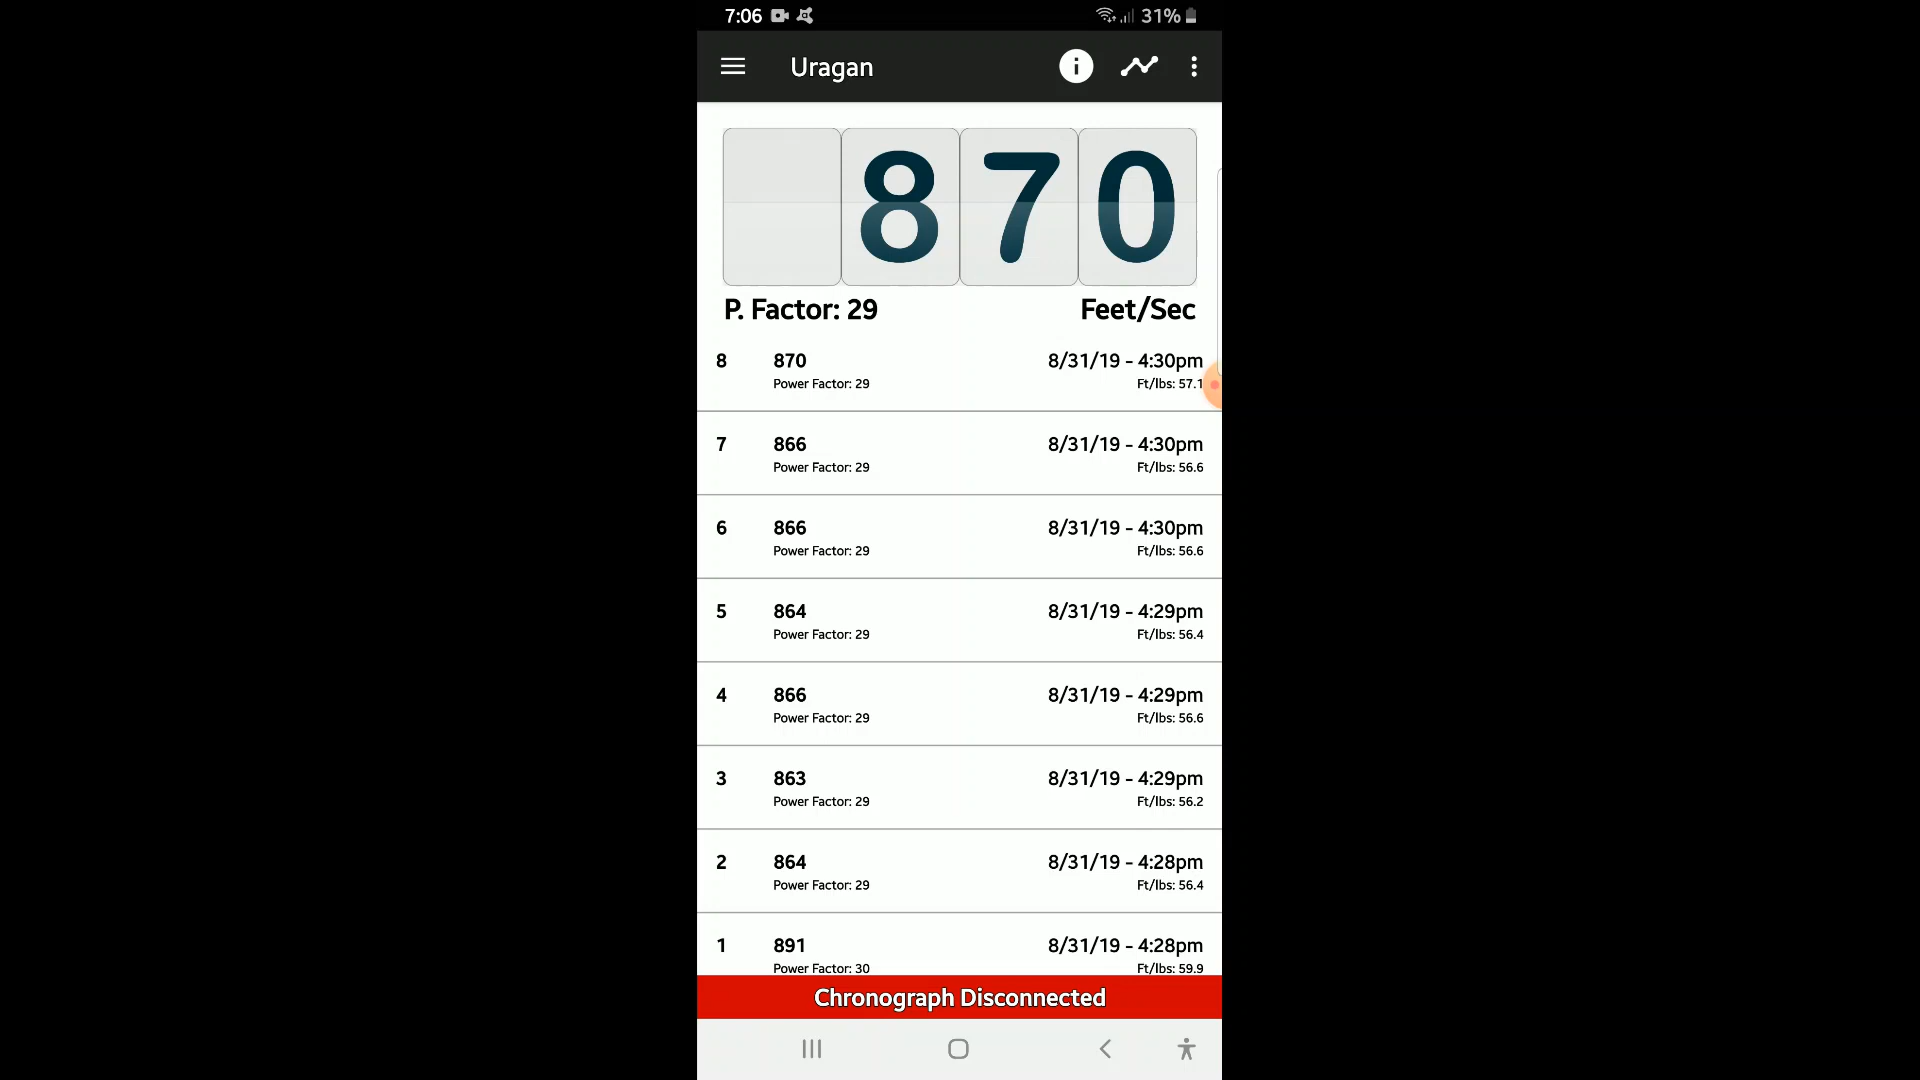 7:06 31%
Uragan
870
P. Factor: 29 Feet/Sec
8 870 8/31/19 - 4:30pm
Power Factor: 29 Ft/lbs: 57.1
7 866 8/31/19 - 4:30pm
Power Factor: 29 Ft/lbs: 56.6
6 866 8/31/19 - 4:30pm
Power Factor: 29 Ft/lbs: 56.6
5 864 8/31/19 - 4:29pm
Power Factor: 29 Ft/lbs: 56.4
4 866 8/31/19 - 4:29pm
Power Factor: 29 Ft/lbs: 56.6
3 863 8/31/19 - 4:29pm
Power Factor: 29 Ft/lbs: 56.2
2 864 8/31/19 - 4:28pm
Power Factor: 29 Ft/lbs: 56.4
1 891 8/31/19 - 4:28pm
Power Factor: 30 Ft/lbs: 59.9
Chronograph Disconnected